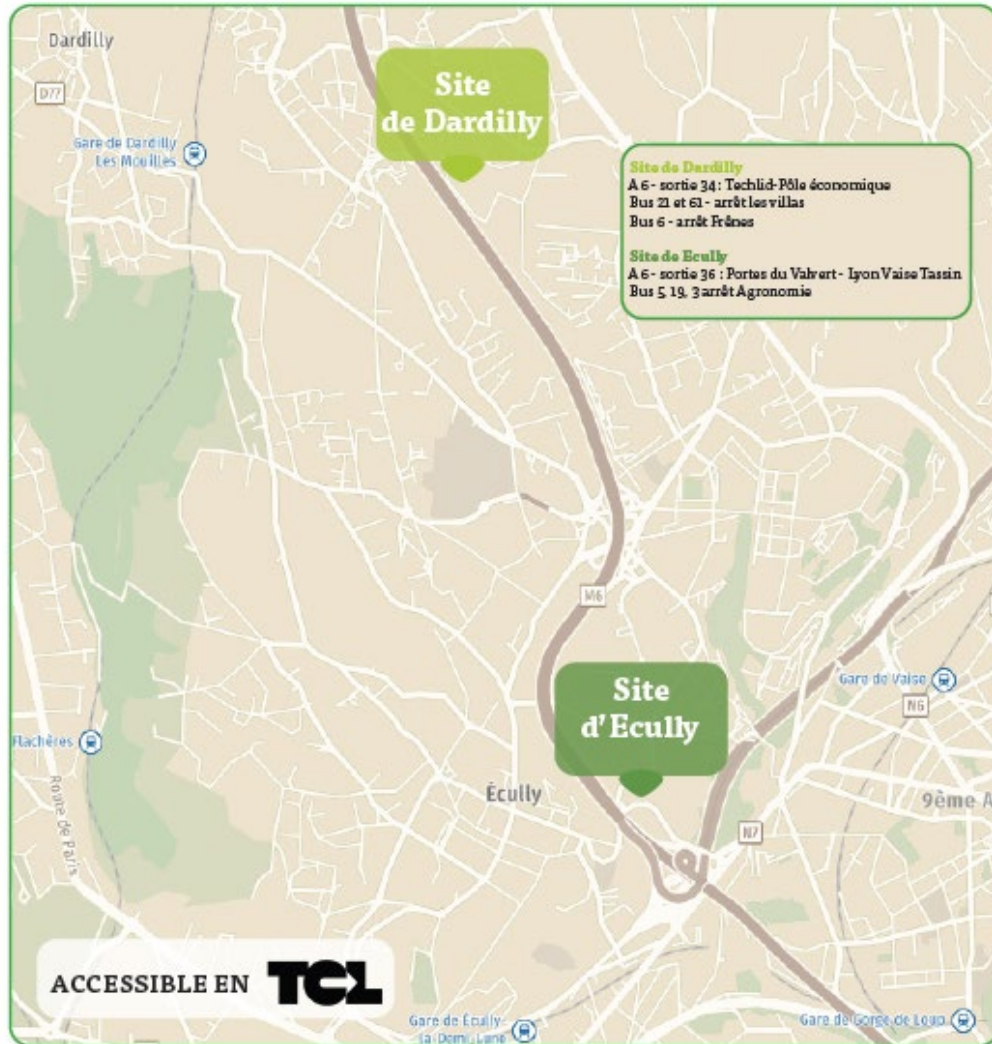 Dardilly
D77
Gare de Dardilly
Les Mouilles
Site
de Dardilly
Site de Dardilly
A 6 - sortie 34 : Techlid-Pôle économique
Bus 21 et 61 - arrêt les villas
Bus 6 - arrêt Frênes
Site de Ecully
A 6 - sortie 36 : Portes du Valvert - Lyon Vaise Tassin
Bus 5, 19, 3 arrêt Agronomie
M6
Site
d'Ecully
Gare de Vaise
N6
Flachères
Route de Paris
Écully
9ème A
N7
ACCESSIBLE EN TCL
Gare de Écully-
la-Demi-Lune
Gare de Gorge de Loup